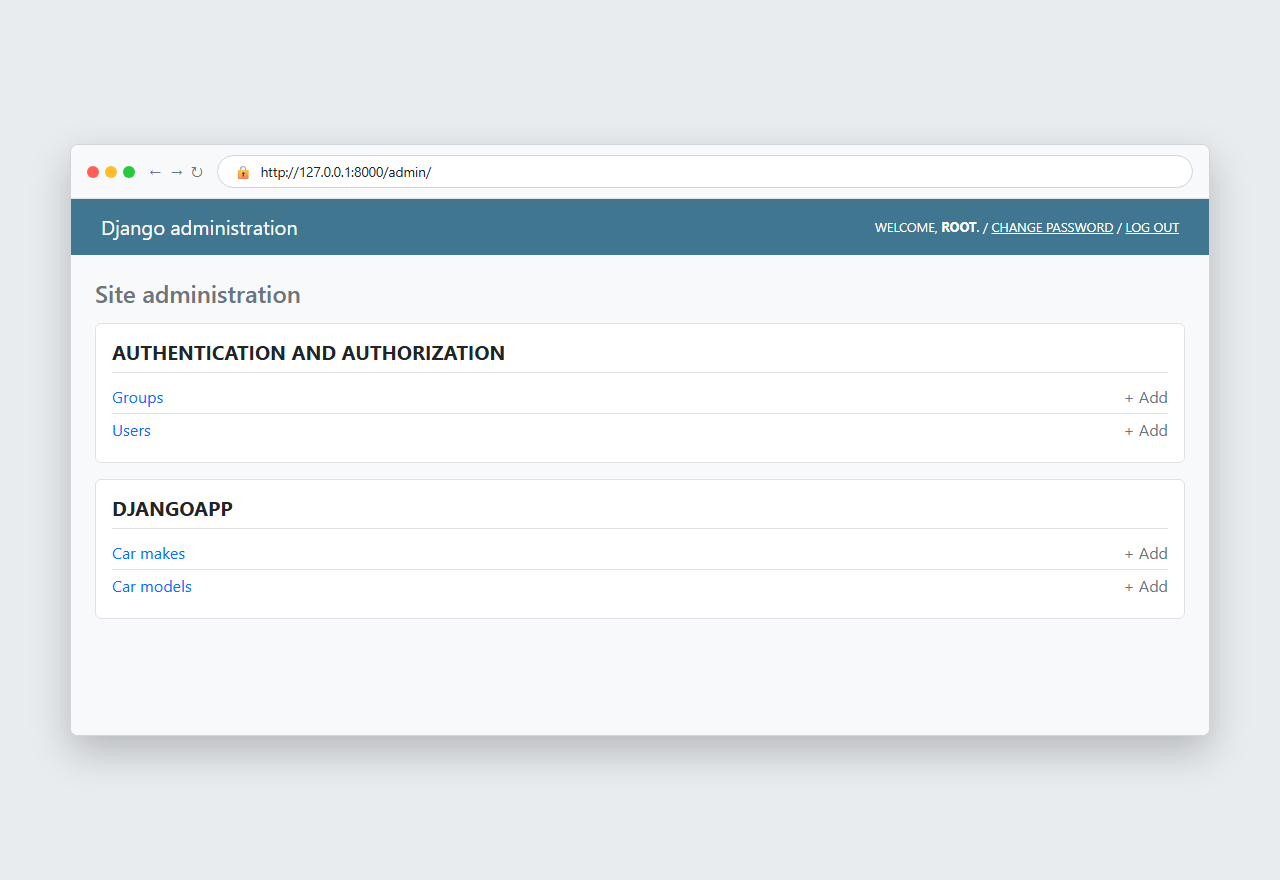 http://127.0.0.1:8000/admin/
Django administration
WELCOME, ROOT. / CHANGE PASSWORD / LOG OUT
Site administration
AUTHENTICATION AND AUTHORIZATION
Groups + Add
Users + Add
DJANGOAPP
Car makes + Add
Car models + Add